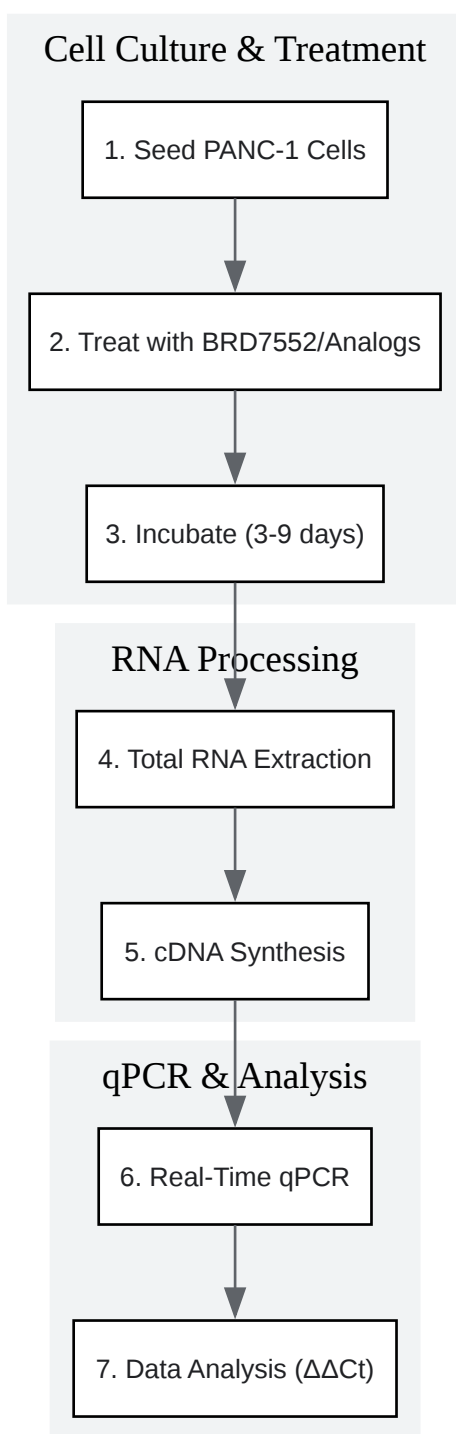 Cell Culture & Treatment
1. Seed PANC-1 Cells
2. Treat with BRD7552/Analogs
3. Incubate (3-9 days)
RNA Processing
4. Total RNA Extraction
5. cDNA Synthesis
qPCR & Analysis
6. Real-Time qPCR
7. Data Analysis (ΔΔCt)